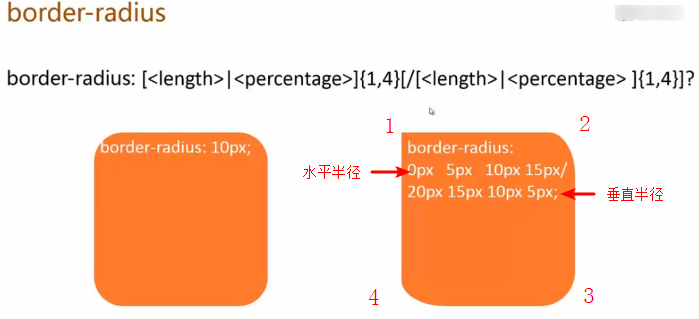 border-radius
border-radius: [<length>|<percentage>]{1,4}[/[<length>|<percentage> ]{1,4}]?
1
2
border-radius: 10px;
border-radius:
水平半径
0px 5px 10px 15px/
20px 15px 10px 5px;
垂直半径
4
3